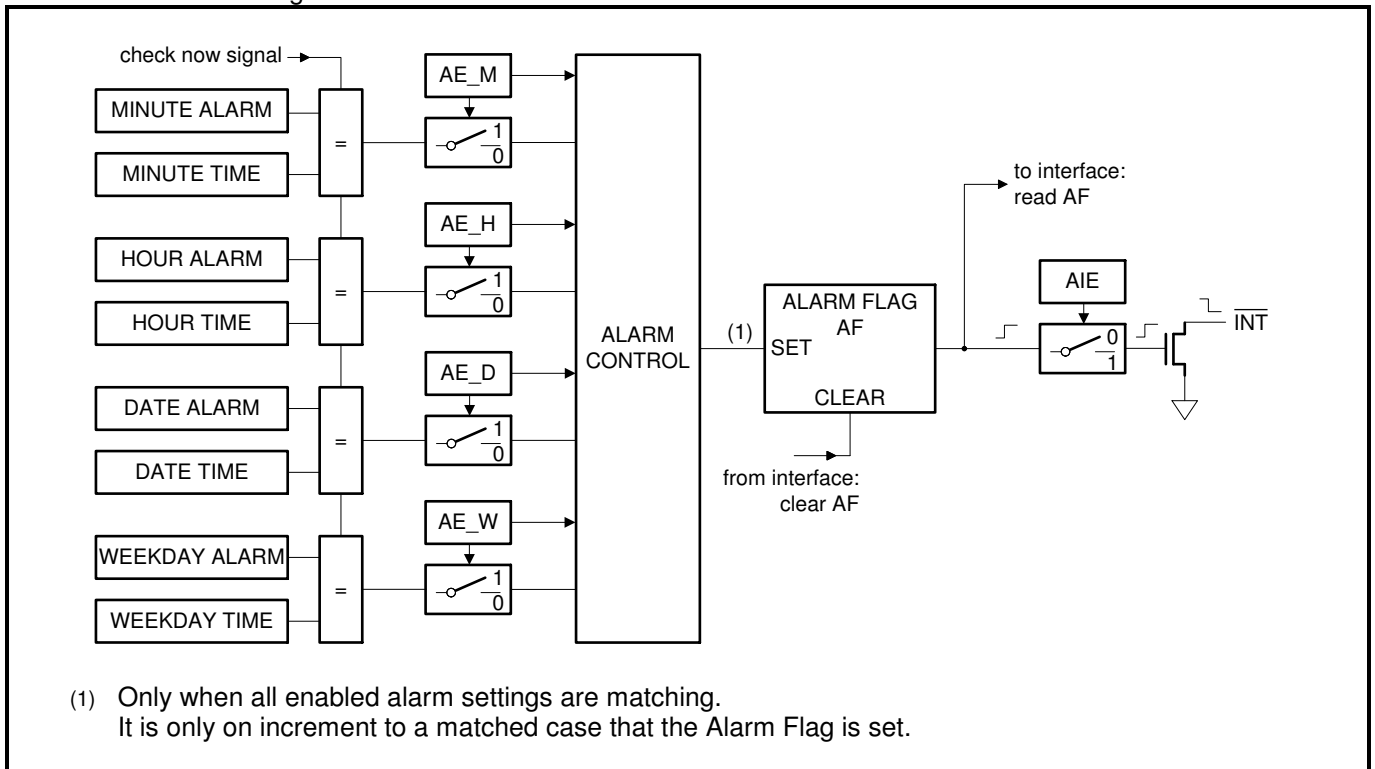 check now signal
MINUTE ALARM
MINUTE TIME
=
AE_M
1
0
HOUR ALARM
HOUR TIME
=
AE_H
1
0
DATE ALARM
DATE TIME
=
AE_D
1
0
WEEKDAY ALARM
WEEKDAY TIME
=
AE_W
1
0
ALARM
CONTROL
(1)
ALARM FLAG
AF
SET
CLEAR
from interface:
clear AF
to interface:
read AF
AIE
0
1
INT
(1) Only when all enabled alarm settings are matching.
It is only on increment to a matched case that the Alarm Flag is set.